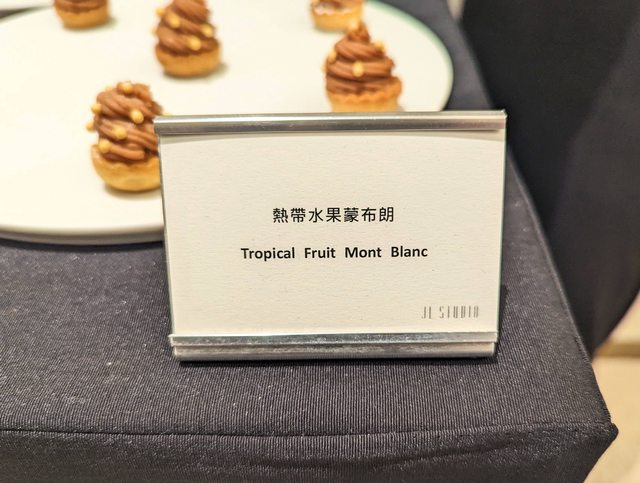 熱帶水果蒙布朗
Tropical Fruit Mont Blanc
JL STUDIO